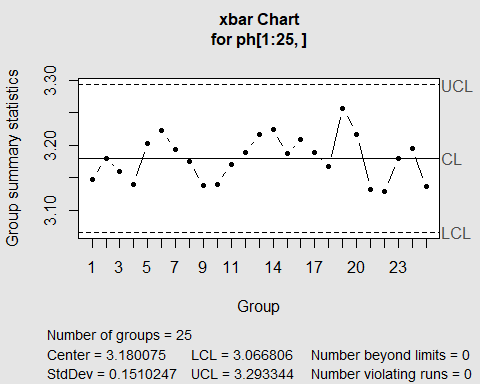 xbar Chart
for ph[1:25, ]
Group summary statistics
3.30
3.20
3.10
UCL
CL
LCL
1 3 5 7 9 11 14 17 20 23
Group
Number of groups = 25
Center = 3.180075 LCL = 3.066806 Number beyond limits = 0
StdDev = 0.1510247 UCL = 3.293344 Number violating runs = 0